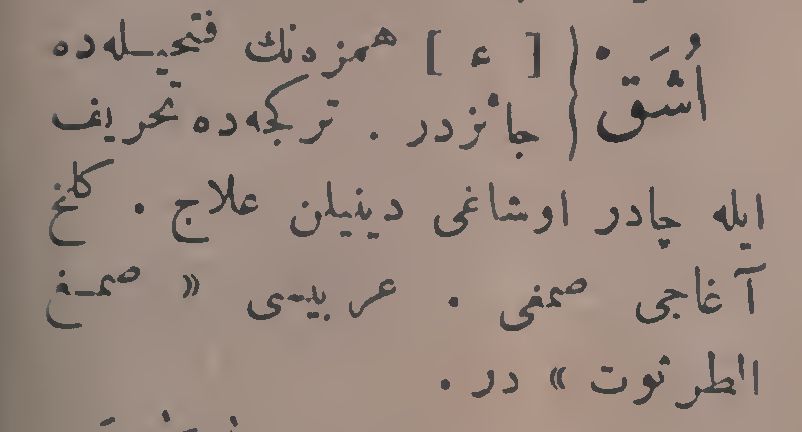 اُشَق { [ ء ] همزه‌نك فتحیله‌ده
جائزدر . تركجه‌ده تحریف
ایله چادر اوشاغی دینیلن علاج . كلخ
آغاجی صمغی . عربیسی « صمغ
الطرثوث » در .